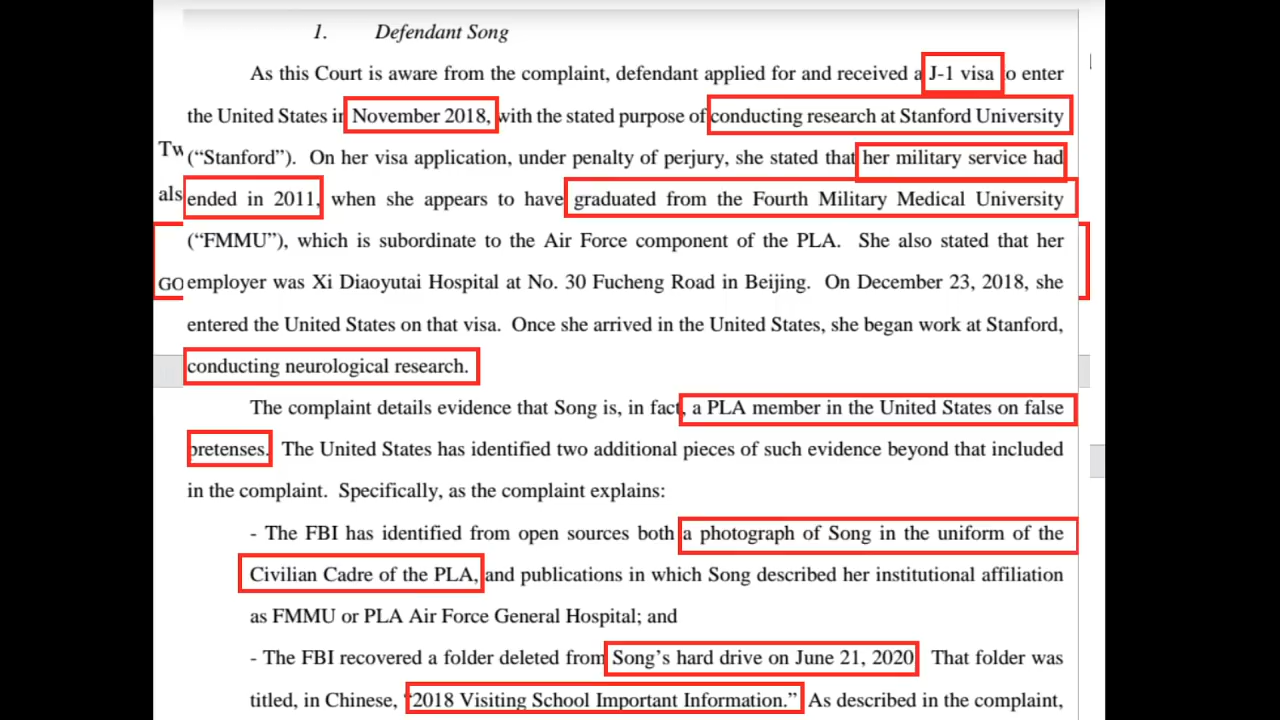 1. Defendant Song
As this Court is aware from the complaint, defendant applied for and received a J-1 visa to enter
the United States in November 2018, with the stated purpose of conducting research at Stanford University
Tw
(“Stanford”). On her visa application, under penalty of perjury, she stated that her military service had
als
ended in 2011, when she appears to have graduated from the Fourth Military Medical University
(“FMMU”), which is subordinate to the Air Force component of the PLA. She also stated that her
GO
employer was Xi Diaoyutai Hospital at No. 30 Fucheng Road in Beijing. On December 23, 2018, she
entered the United States on that visa. Once she arrived in the United States, she began work at Stanford,
conducting neurological research.
The complaint details evidence that Song is, in fact, a PLA member in the United States on false
pretenses. The United States has identified two additional pieces of such evidence beyond that included
in the complaint. Specifically, as the complaint explains:
- The FBI has identified from open sources both a photograph of Song in the uniform of the
Civilian Cadre of the PLA, and publications in which Song described her institutional affiliation
as FMMU or PLA Air Force General Hospital; and
- The FBI recovered a folder deleted from Song’s hard drive on June 21, 2020 That folder was
titled, in Chinese, “2018 Visiting School Important Information.” As described in the complaint,